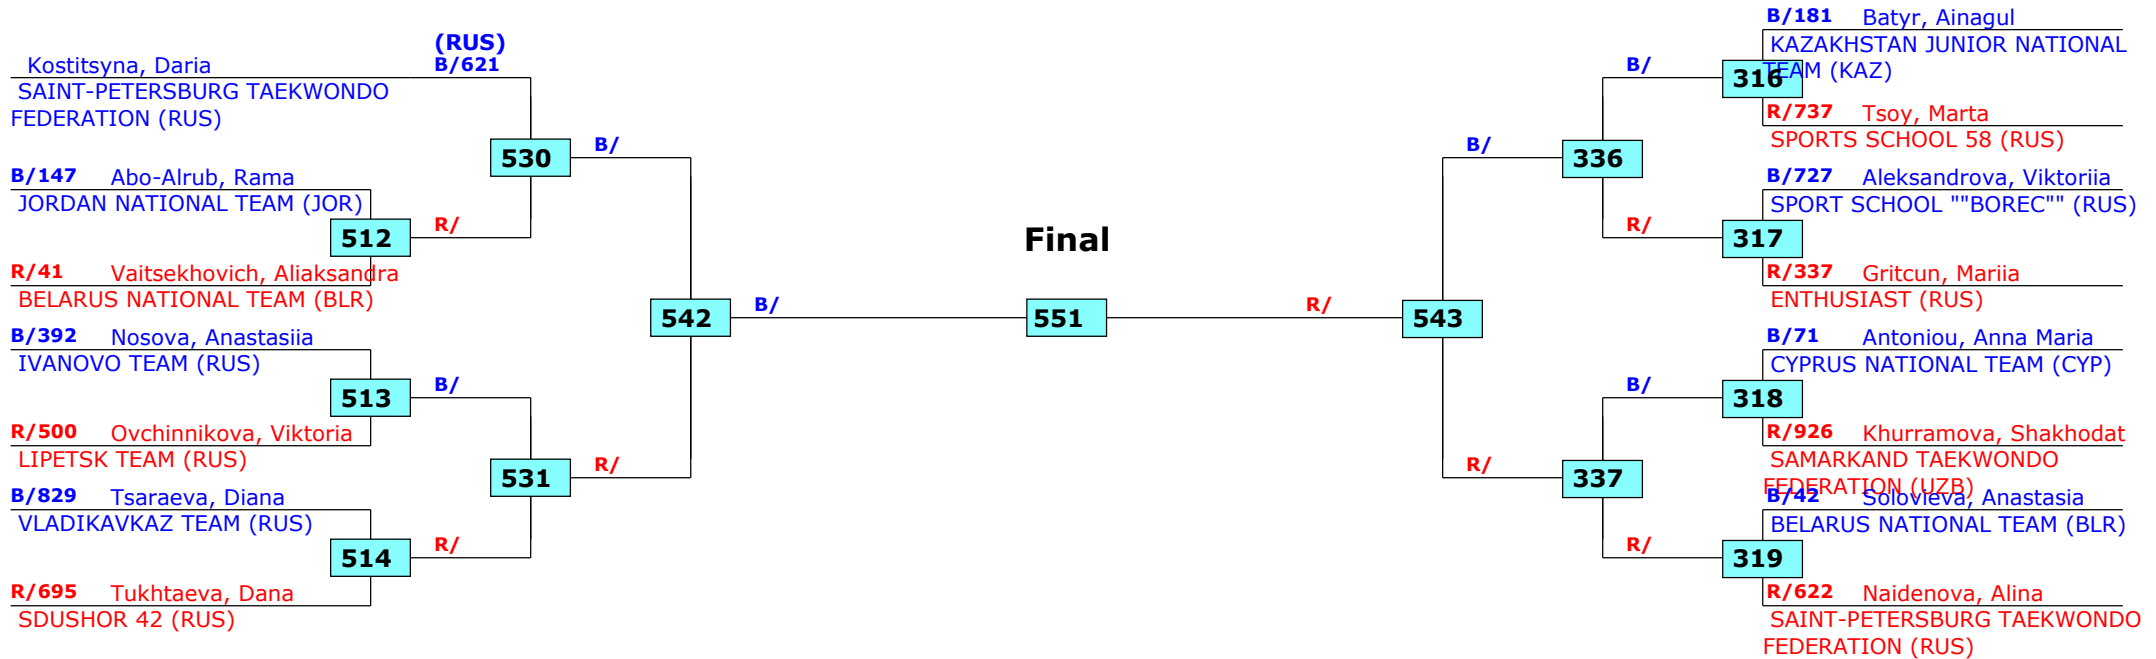 (RUS)
Kostitsyna, Daria B/621
SAINT-PETERSBURG TAEKWONDO
FEDERATION (RUS)
530
B/
B/147 Abo-Alrub, Rama
JORDAN NATIONAL TEAM (JOR)
512
R/
R/41 Vaitsekhovich, Aliaksandra
BELARUS NATIONAL TEAM (BLR)
542
B/
B/392 Nosova, Anastasiia
IVANOVO TEAM (RUS)
513
B/
R/500 Ovchinnikova, Viktoria
LIPETSK TEAM (RUS)
531
R/
B/829 Tsaraeva, Diana
VLADIKAVKAZ TEAM (RUS)
514
R/
R/695 Tukhtaeva, Dana
SDUSHOR 42 (RUS)
Final
551
B/181 Batyr, Ainagul
KAZAKHSTAN JUNIOR NATIONAL
TEAM (KAZ)
B/
316
R/737 Tsoy, Marta
SPORTS SCHOOL 58 (RUS)
B/
336
B/727 Aleksandrova, Viktoriia
SPORT SCHOOL ""BOREC"" (RUS)
R/
317
R/337 Gritcun, Mariia
ENTHUSIAST (RUS)
R/
543
B/71 Antoniou, Anna Maria
CYPRUS NATIONAL TEAM (CYP)
B/
318
R/926 Khurramova, Shakhodat
SAMARKAND TAEKWONDO
FEDERATION (UZB)
R/
337
B/42 Solovieva, Anastasia
BELARUS NATIONAL TEAM (BLR)
R/
319
R/622 Naidenova, Alina
SAINT-PETERSBURG TAEKWONDO
FEDERATION (RUS)